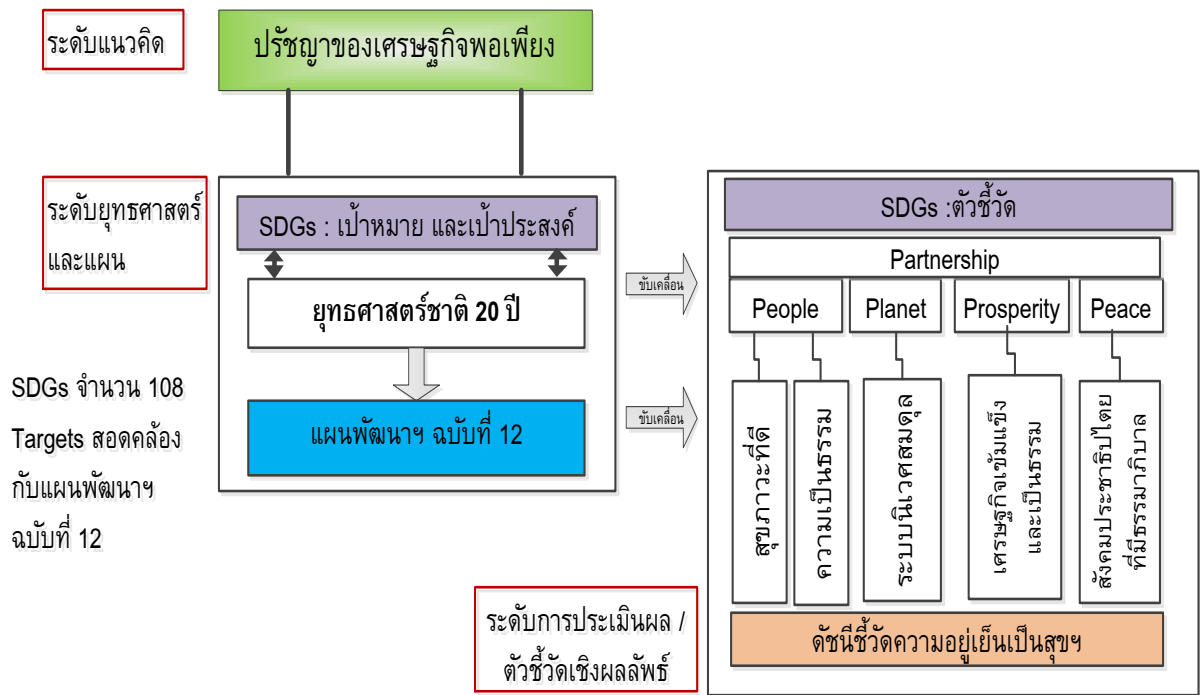 ระดับแนวคิด
ปรัชญาของเศรษฐกิจพอเพียง
ระดับยุทธศาสตร์
และแผน
SDGs : เป้าหมาย และเป้าประสงค์
ยุทธศาสตร์ชาติ 20 ปี
แผนพัฒนาฯ ฉบับที่ 12
SDGs จำนวน 108
Targets สอดคล้อง
กับแผนพัฒนาฯ
ฉบับที่ 12
ขับเคลื่อน
ขับเคลื่อน
SDGs :ตัวชี้วัด
Partnership
People
Planet
Prosperity
Peace
สุขภาวะที่ดี
ความเป็นธรรม
ระบบนิเวศสมดุล
เศรษฐกิจเข้มแข็ง
และเป็นธรรม
สังคมประชาธิปไตย
ที่มีธรรมาภิบาล
ระดับการประเมินผล /
ตัวชี้วัดเชิงผลลัพธ์
ดัชนีชี้วัดความอยู่เย็นเป็นสุขฯ